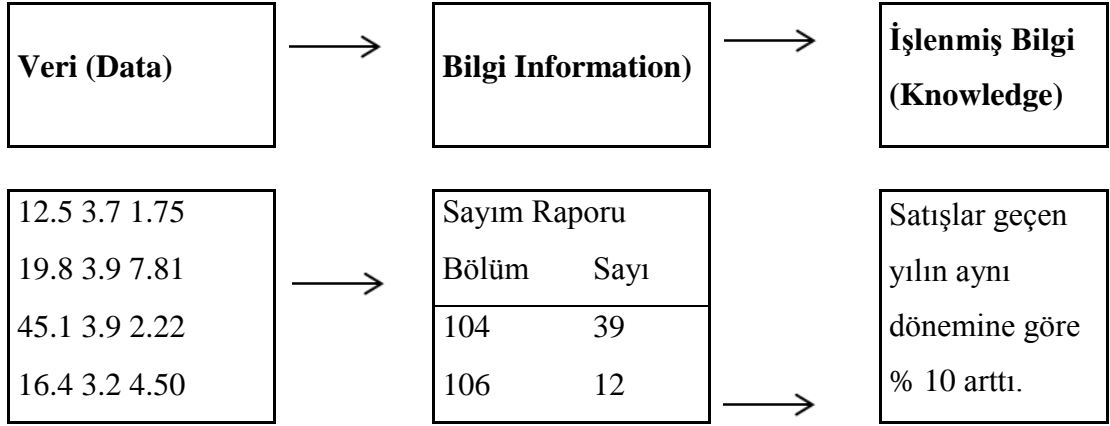 Veri (Data)
Bilgi Information)
İşlenmiş Bilgi
(Knowledge)
12.5 3.7 1.75
19.8 3.9 7.81
45.1 3.9 2.22
16.4 3.2 4.50
Sayım Raporu
Bölüm Sayı
104 39
106 12
Satışlar geçen
yılın aynı
dönemine göre
% 10 arttı.